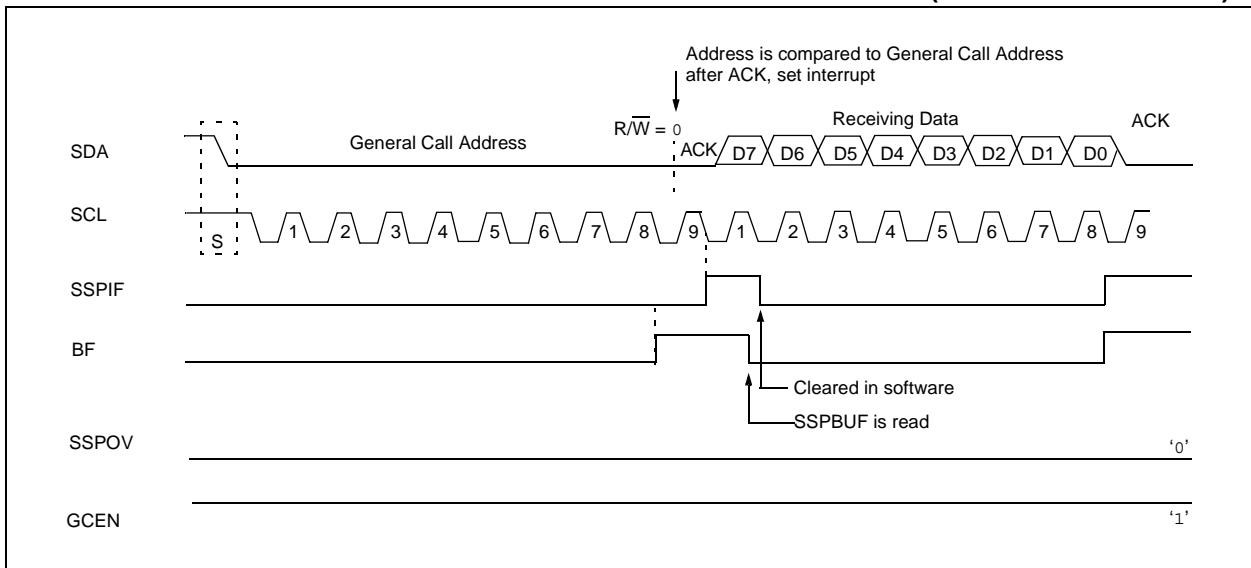 Address is compared to General Call Address
after ACK, set interrupt
R/W̅ = 0
Receiving Data
ACK
SDA
General Call Address
ACK
D7 D6 D5 D4 D3 D2 D1 D0
SCL
S
1 2 3 4 5 6 7 8 9 1 2 3 4 5 6 7 8 9
SSPIF
BF
Cleared in software
SSPBUF is read
SSPOV
‘0’
GCEN
‘1’